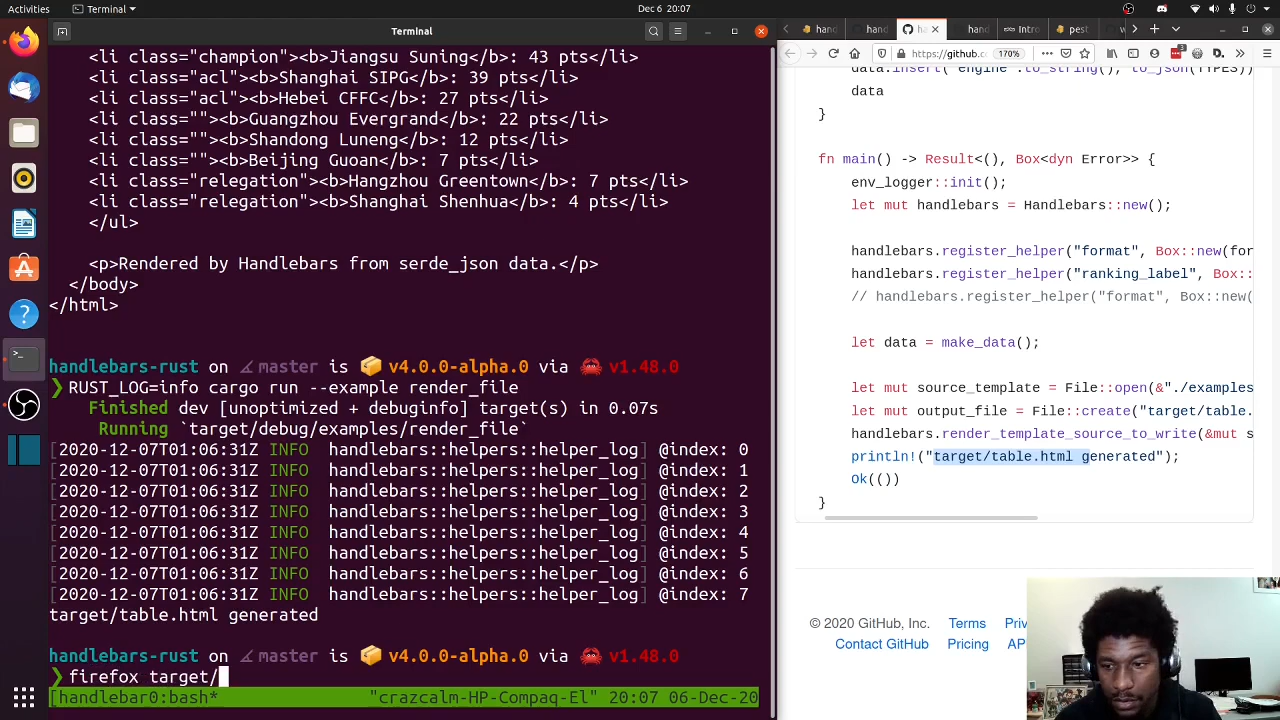 Activities
Terminal
Dec 6 20:07
Terminal
<li class="champion"><b>Jiangsu Suning</b>: 43 pts</li>
<li class="acl"><b>Shanghai SIPG</b>: 39 pts</li>
<li class="acl"><b>Hebei CFFC</b>: 27 pts</li>
<li class=""><b>Guangzhou Evergrand</b>: 22 pts</li>
<li class=""><b>Shandong Luneng</b>: 12 pts</li>
<li class=""><b>Beijing Guoan</b>: 7 pts</li>
<li class="relegation"><b>Hangzhou Greentown</b>: 7 pts</li>
<li class="relegation"><b>Shanghai Shenhua</b>: 4 pts</li>
</ul>
<p>Rendered by Handlebars from serde_json data.</p>
</body>
</html>
handlebars-rust on master is v4.0.0-alpha.0 via v1.48.0
❯ RUST_LOG=info cargo run --example render_file
Finished dev [unoptimized + debuginfo] target(s) in 0.07s
Running `target/debug/examples/render_file`
[2020-12-07T01:06:31Z INFO  handlebars::helpers::helper_log] @index: 0
[2020-12-07T01:06:31Z INFO  handlebars::helpers::helper_log] @index: 1
[2020-12-07T01:06:31Z INFO  handlebars::helpers::helper_log] @index: 2
[2020-12-07T01:06:31Z INFO  handlebars::helpers::helper_log] @index: 3
[2020-12-07T01:06:31Z INFO  handlebars::helpers::helper_log] @index: 4
[2020-12-07T01:06:31Z INFO  handlebars::helpers::helper_log] @index: 5
[2020-12-07T01:06:31Z INFO  handlebars::helpers::helper_log] @index: 6
[2020-12-07T01:06:31Z INFO  handlebars::helpers::helper_log] @index: 7
target/table.html generated
handlebars-rust on master is v4.0.0-alpha.0 via v1.48.0
❯ firefox target/
[handlebar0:bash* "crazcalm-HP-Compaq-El" 20:07 06-Dec-20
hand
hand
h
hand
Intro
pest
https://github.c
170%
3
data.insert("engine".to_string(), to_json(TYPES))
data
}
fn main() -> Result<(), Box<dyn Error>> {
env_logger::init();
let mut handlebars = Handlebars::new();
handlebars.register_helper("format", Box::new(for
handlebars.register_helper("ranking_label", Box::
// handlebars.register_helper("format", Box::new(
let data = make_data();
let mut source_template = File::open(&"./examples
let mut output_file = File::create("target/table.
handlebars.render_template_source_to_write(&mut s
println!("target/table.html generated");
Ok(())
}
© 2020 GitHub, Inc.
Terms
Priv
Contact GitHub
Pricing
AP